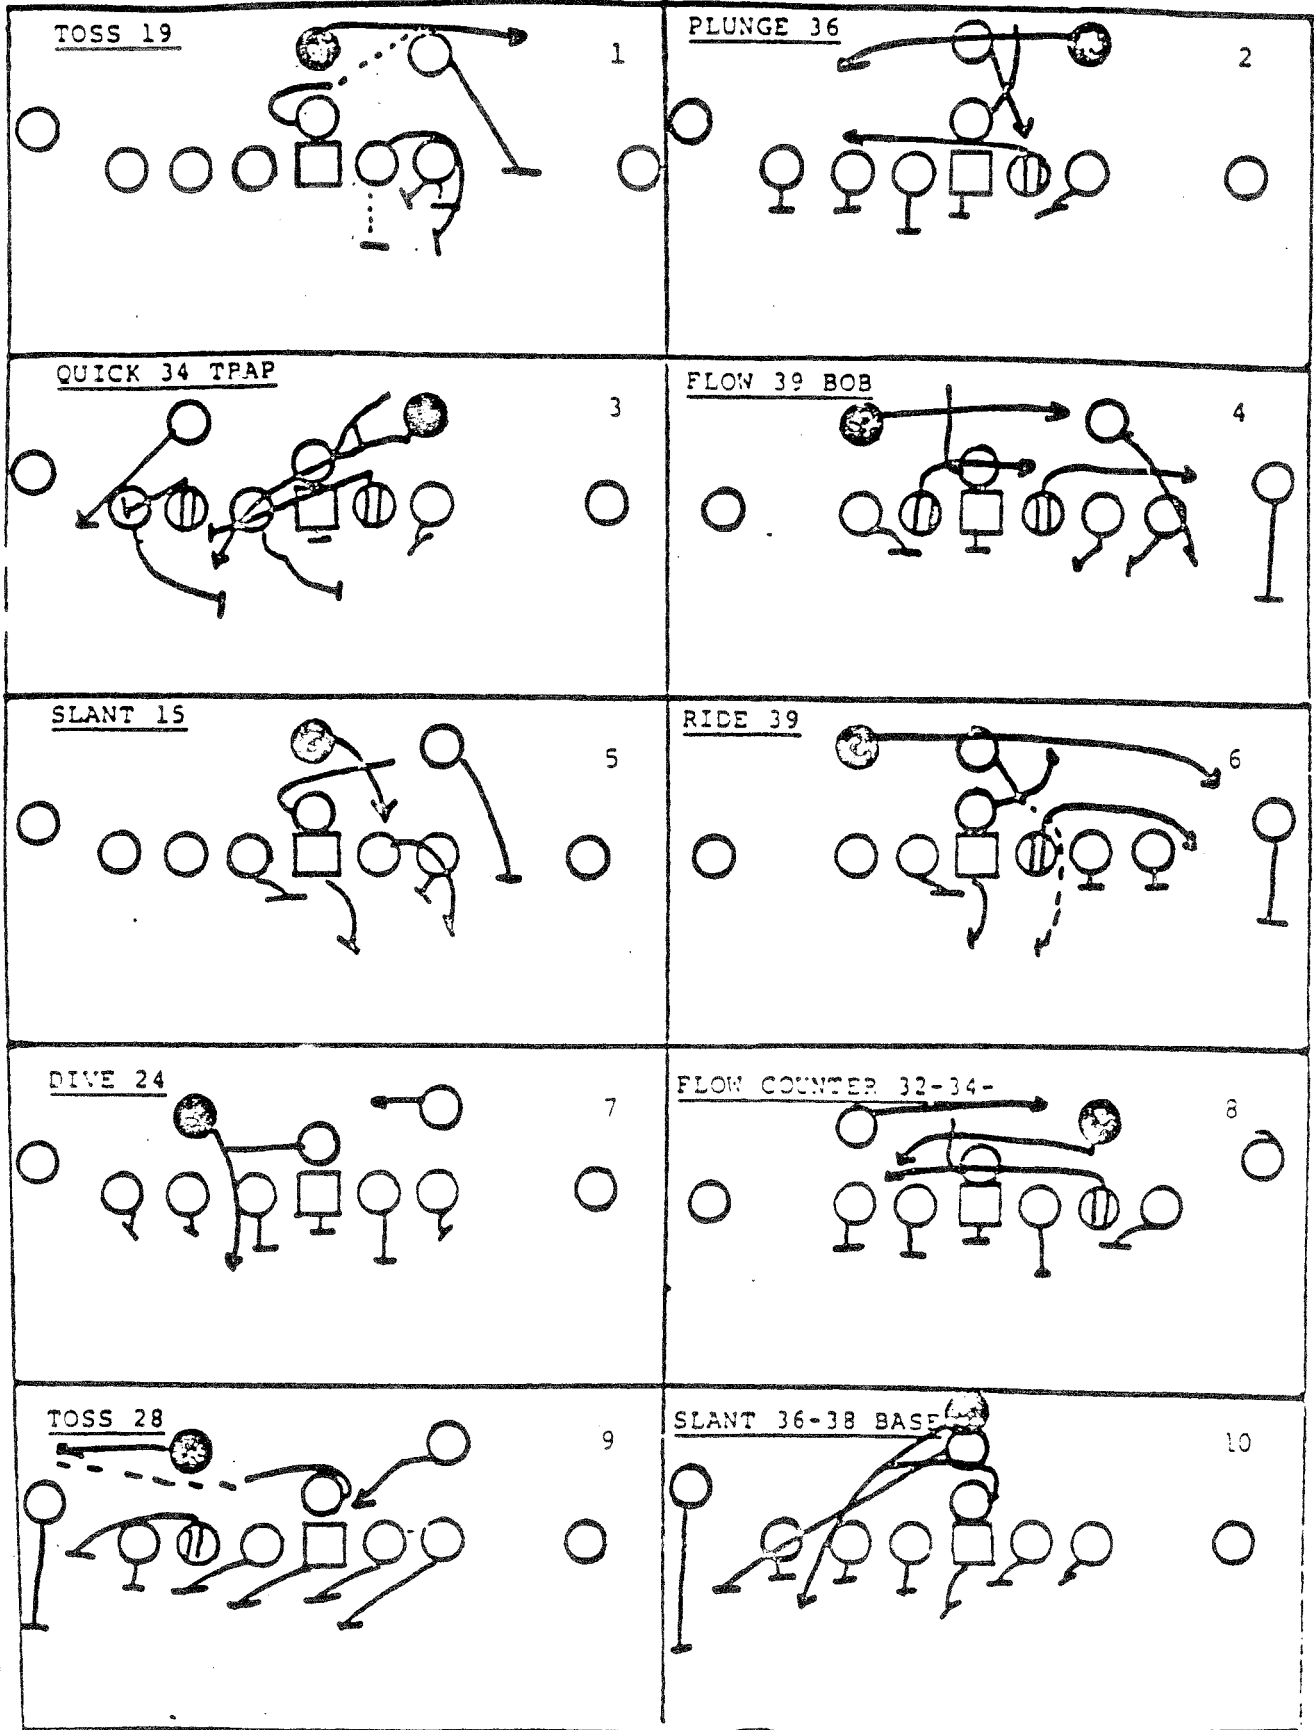 TOSS 19
1
PLUNGE 36
2
QUICK 34 TPAP
3
FLOW 39 BOB
4
SLANT 15
5
RIDE 39
6
DIVE 24
7
FLOW COUNTER 32-34-
8
TOSS 28
9
SLANT 36-38 BASE
10